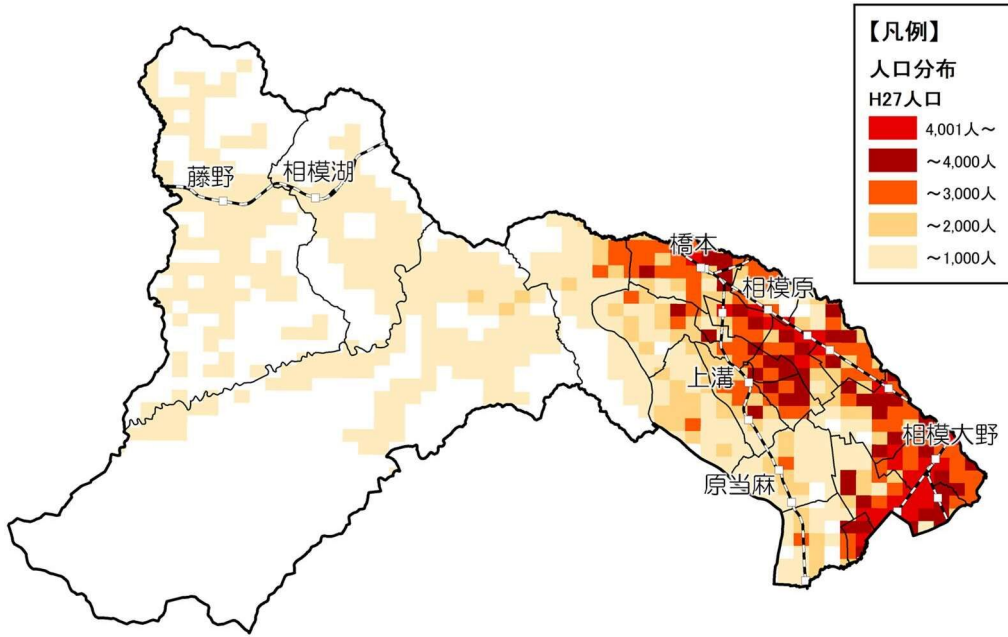 【凡例】
人口分布
H27人口
4,001人～
～4,000人
～3,000人
～2,000人
～1,000人
藤野
相模湖
橋本
相模原
上溝
相模大野
原当麻